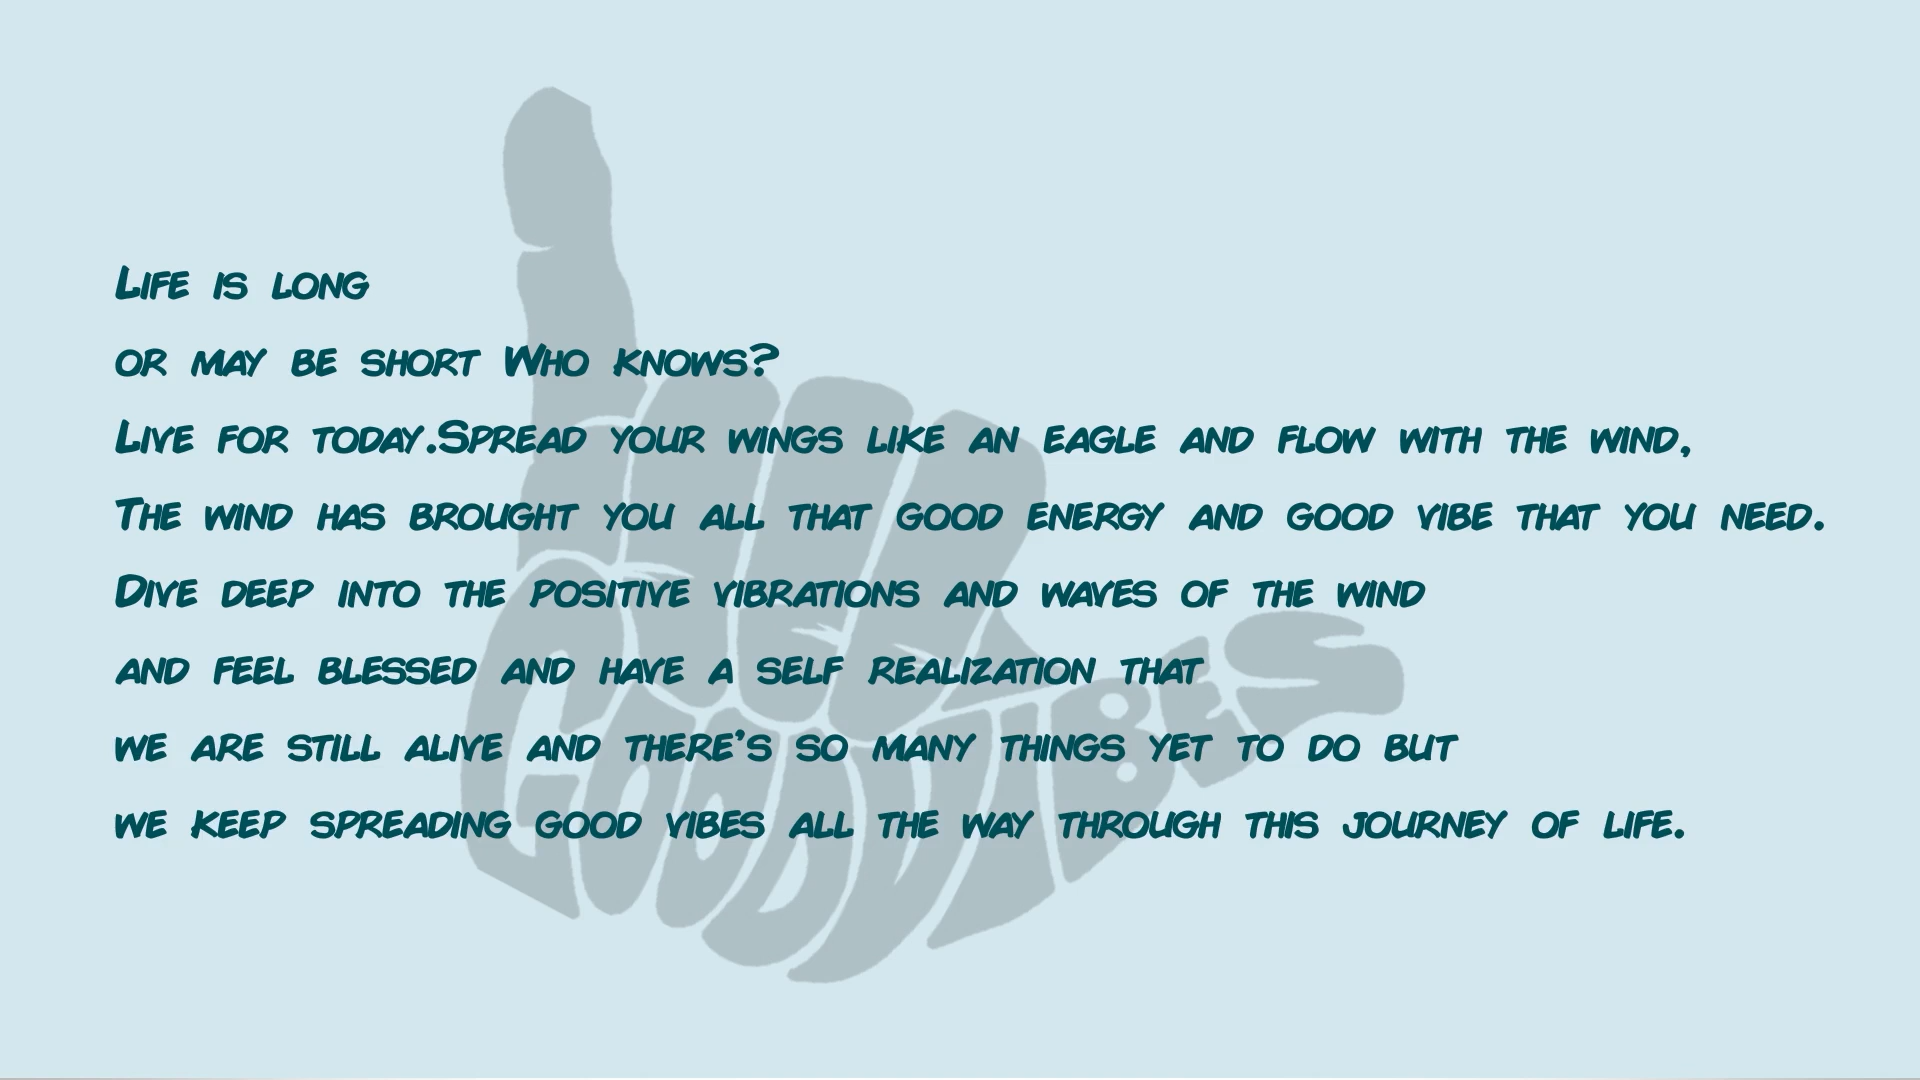 Life is long
or may be short Who knows?
Live for today.Spread your wings like an eagle and flow with the wind,
The wind has brought you all that good energy and good vibe that you need.
Dive deep into the positive vibrations and waves of the wind
and feel blessed and have a self realization that
we are still alive and there's so many things yet to do but
we keep spreading good vibes all the way through this journey of life.
GOOD VIBES